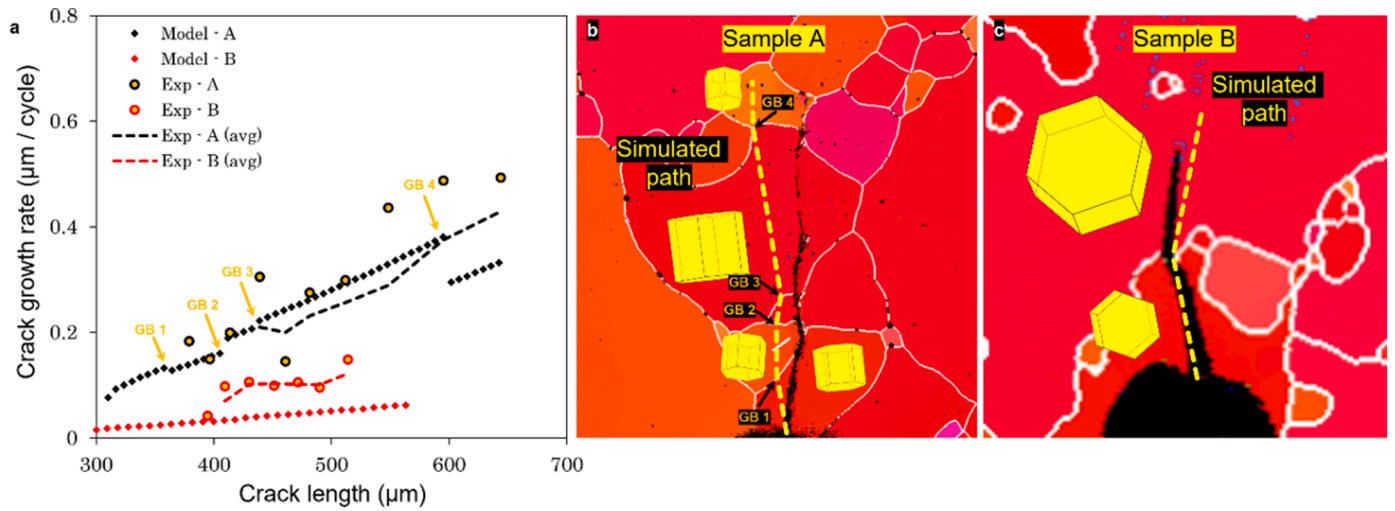 a
0.8
0.6
0.4
0.2
0
Crack growth rate (µm / cycle)
Model - A
Model - B
Exp - A
Exp - B
Exp - A (avg)
Exp - B (avg)
GB 1
GB 2
GB 3
GB 4
300 400 500 600 700
Crack length (µm)
b
Sample A
GB 4
Simulated
path
GB 3
GB 2
GB 1
c
Sample B
Simulated
path